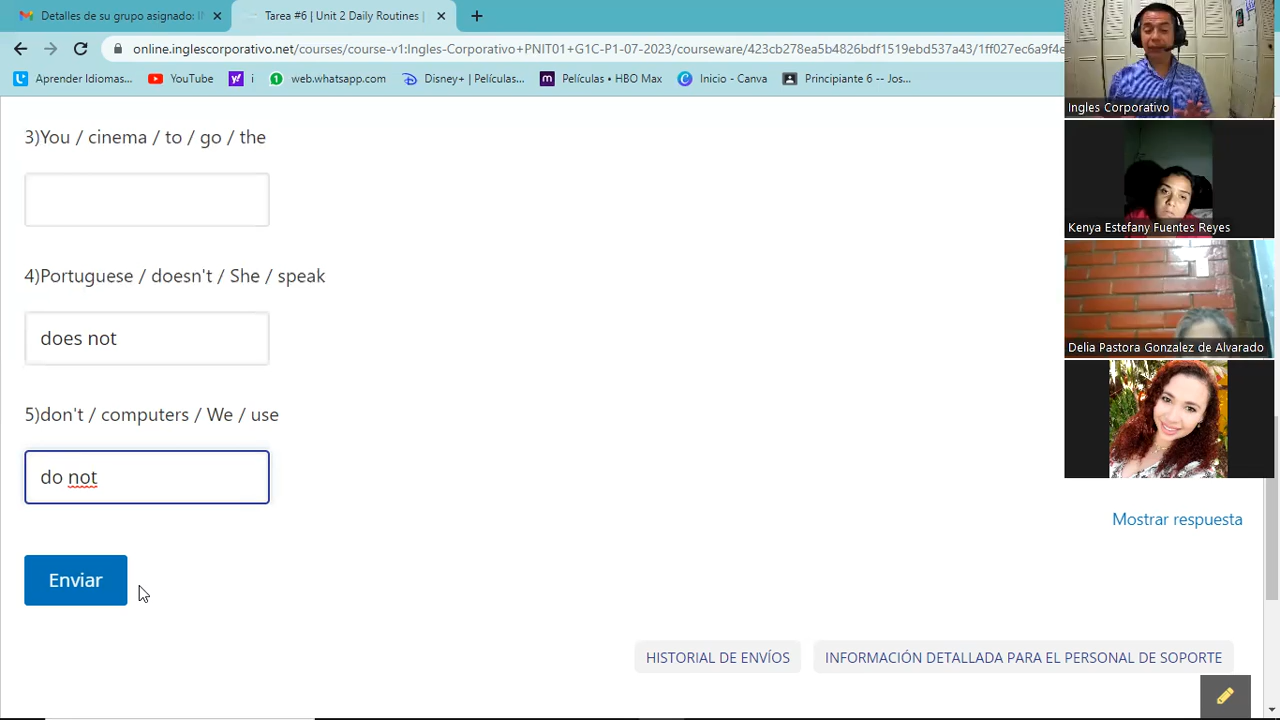 Detalles de su grupo asignado: I
Tarea #6 | Unit 2 Daily Routines |
online.inglescorporativo.net/courses/course-v1:Ingles-Corporativo+PNIT01+G1C-P1-07-2023/courseware/
Aprender Idiomas...
YouTube
i
web.whatsapp.com
Disney+ | Películas...
Películas • HBO Max
Inicio - Canva
Principiante 6 -- Jos...
3)You / cinema / to / go / the
4)Portuguese / doesn't / She / speak
does not
5)don't / computers / We / use
do not
Mostrar respuesta
Enviar
HISTORIAL DE ENVÍOS
INFORMACIÓN DETALLADA PARA EL PERSONAL DE SOPORTE
Ingles Corporativo
Kenya Estefany Fuentes Reyes
Delia Pastora Gonzalez de Alvarado